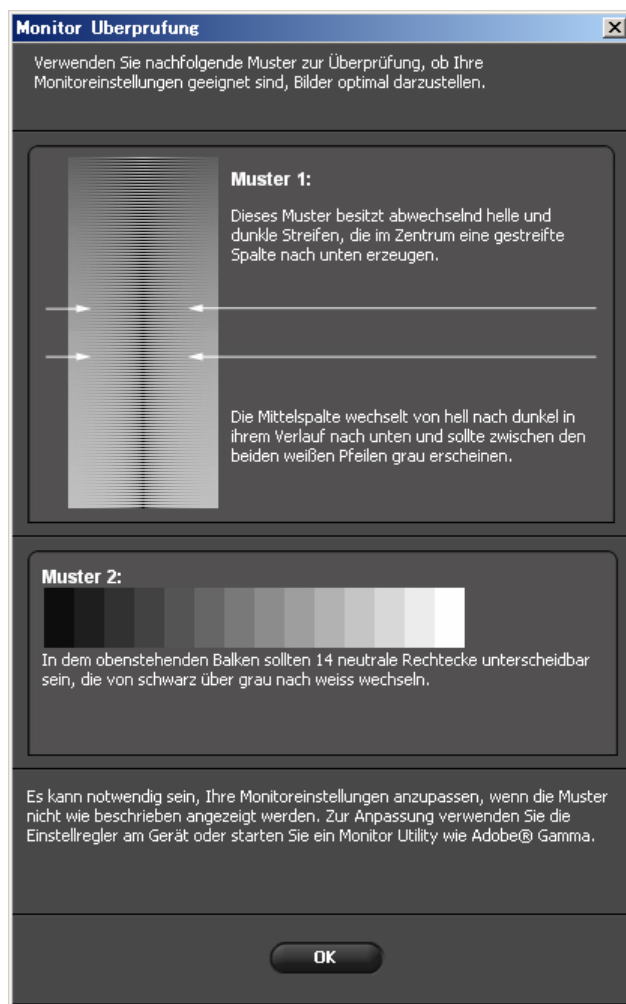 Monitor Uberprufung
Verwenden Sie nachfolgende Muster zur Überprüfung, ob Ihre
Monitoreinstellungen geeignet sind, Bilder optimal darzustellen.
Muster 1:
Dieses Muster besitzt abwechselnd helle und
dunkle Streifen, die im Zentrum eine gestreifte
Spalte nach unten erzeugen.
Die Mittelspalte wechselt von hell nach dunkel in
ihrem Verlauf nach unten und sollte zwischen den
beiden weißen Pfeilen grau erscheinen.
Muster 2:
In dem obenstehenden Balken sollten 14 neutrale Rechtecke unterscheidbar
sein, die von schwarz über grau nach weiss wechseln.
Es kann notwendig sein, Ihre Monitoreinstellungen anzupassen, wenn die Muster
nicht wie beschrieben angezeigt werden. Zur Anpassung verwenden Sie die
Einstellregler am Gerät oder starten Sie ein Monitor Utility wie Adobe® Gamma.
OK